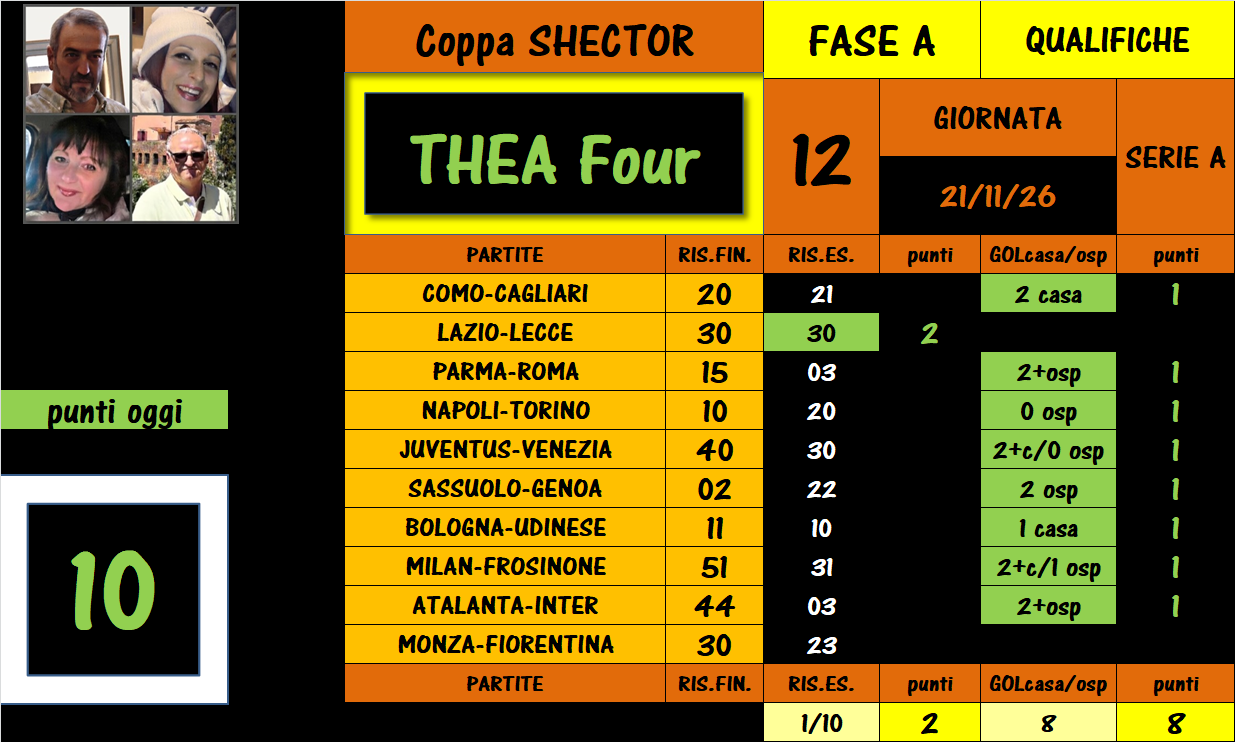 Coppa SHECTOR FASE A QUALIFICHE
THEA Four 12 GIORNATA SERIE A
21/11/26
PARTITE RIS.FIN. RIS.ES. punti GOLcasa/osp punti
COMO-CAGLIARI 20 21 2 casa 1
LAZIO-LECCE 30 30 2
PARMA-ROMA 15 03 2+osp 1
NAPOLI-TORINO 10 20 0 osp 1
punti oggi
JUVENTUS-VENEZIA 40 30 2+c/0 osp 1
SASSUOLO-GENOA 02 22 2 osp 1
BOLOGNA-UDINESE 11 10 1 casa 1
MILAN-FROSINONE 51 31 2+c/1 osp 1
10
ATALANTA-INTER 44 03 2+osp 1
MONZA-FIORENTINA 30 23
PARTITE RIS.FIN. RIS.ES. punti GOLcasa/osp punti
1/10 2 8 8